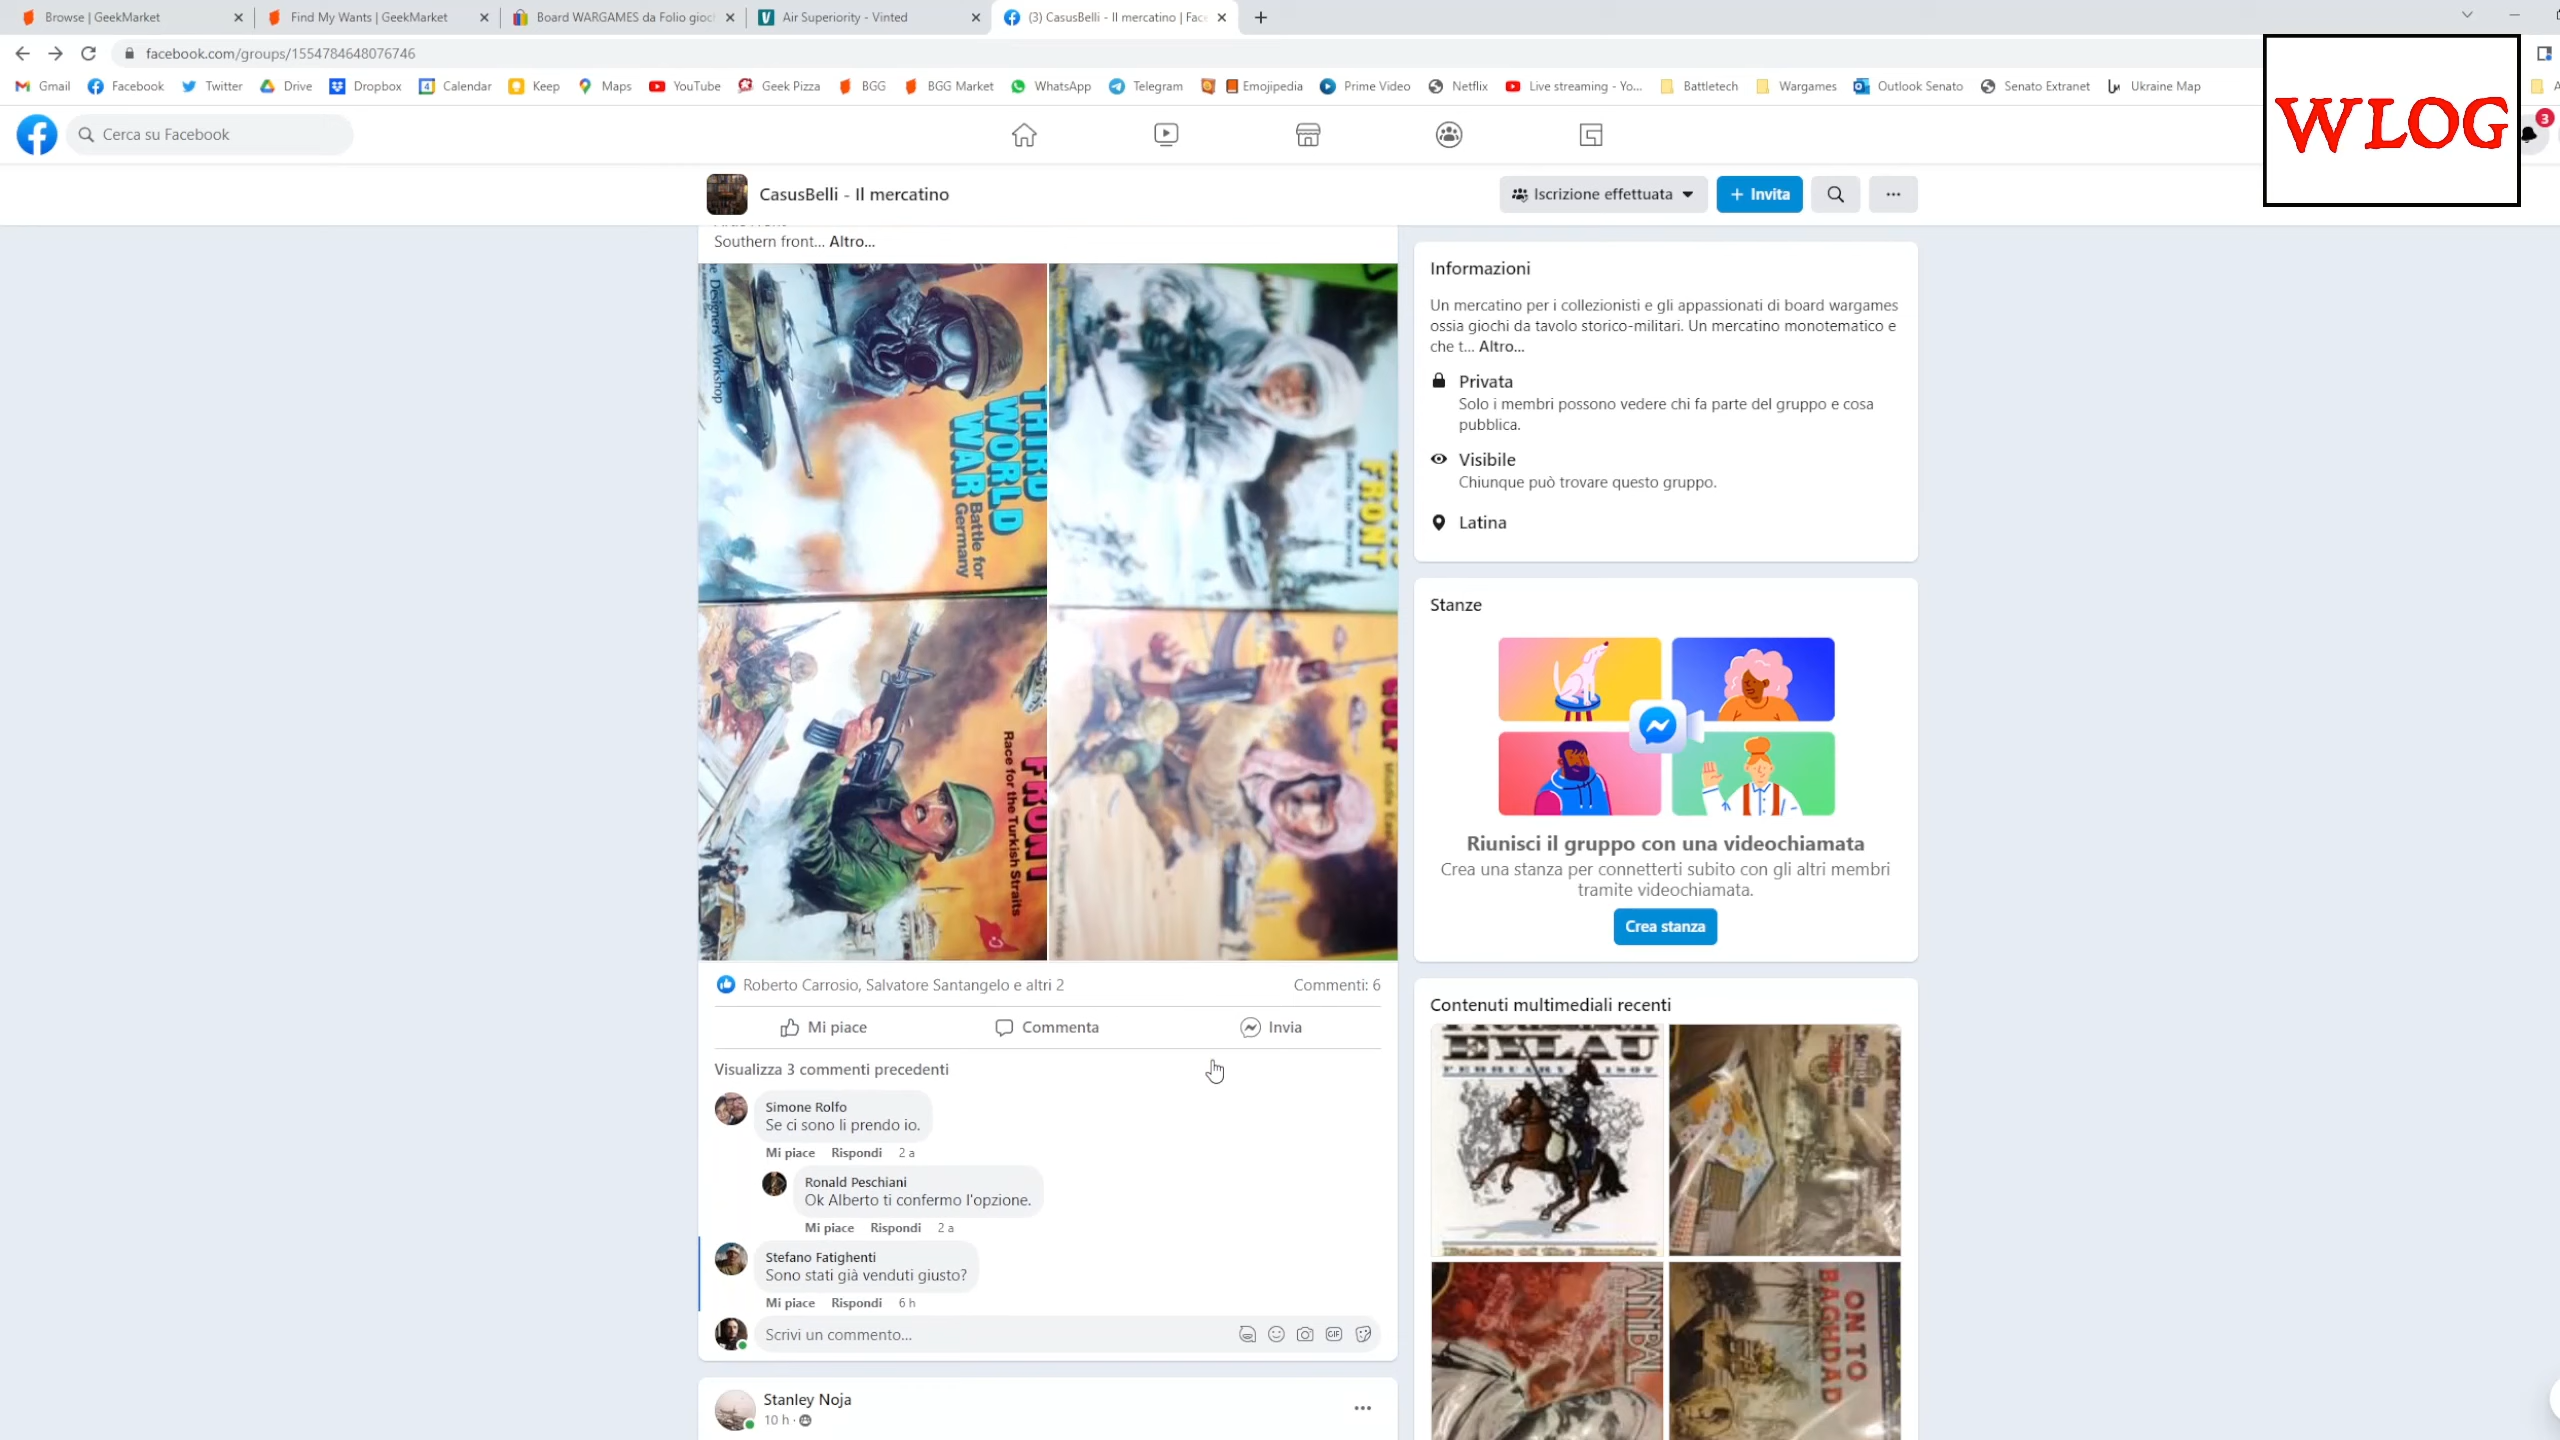 Browse | GeekMarket
Find My Wants | GeekMarket
Board WARGAMES da Folio gioc
Air Superiority - Vinted
(3) CasusBelli - Il mercatino | Face
facebook.com/groups/1554784648076746
Gmail Facebook Twitter Drive Dropbox Calendar Keep Maps YouTube Geek Pizza BGG BGG Market WhatsApp Telegram Emojipedia Prime Video Netflix Live streaming - Yo... Battletech Wargames Outlook Senato Senato Extranet Ukraine Map
WLOG
Cerca su Facebook
3
CasusBelli - Il mercatino
Iscrizione effettuata
+ Invita
Southern front... Altro...
Designers' Workshop
THIRD
WORLD
WAR
Battle for
Germany
FRONT
FRONT
Race for the Turkish Straits
Roberto Carrosio, Salvatore Santangelo e altri 2
Commenti: 6
Mi piace
Commenta
Invia
Visualizza 3 commenti precedenti
Simone Rolfo
Se ci sono li prendo io.
Mi piace Rispondi 2 a
Ronald Peschiani
Ok Alberto ti confermo l'opzione.
Mi piace Rispondi 2 a
Stefano Fatighenti
Sono stati già venduti giusto?
Mi piace Rispondi 6 h
Scrivi un commento...
GIF
Stanley Noja
10 h
Informazioni
Un mercatino per i collezionisti e gli appassionati di board wargames
ossia giochi da tavolo storico-militari. Un mercatino monotematico e
che t... Altro...
Privata
Solo i membri possono vedere chi fa parte del gruppo e cosa
pubblica.
Visibile
Chiunque può trovare questo gruppo.
Latina
Stanze
Riunisci il gruppo con una videochiamata
Crea una stanza per connetterti subito con gli altri membri
tramite videochiamata.
Crea stanza
Contenuti multimediali recenti
EYLAU
FEBRUARY 1807
ON TO
BAGHDAD